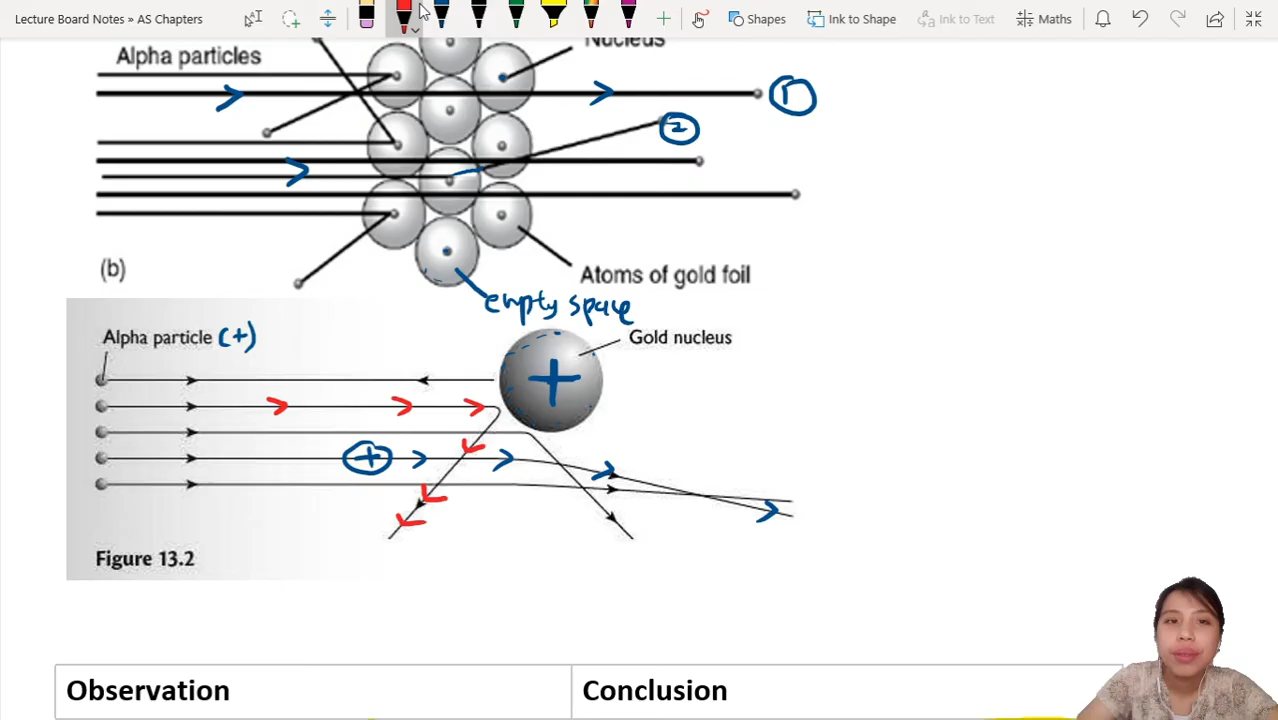 Lecture Board Notes » AS Chapters
Shapes
Ink to Shape
Ink to Text
Maths
Alpha particles
Nucleus
1
2
(b)
Atoms of gold foil
empty space
Alpha particle (+)
Gold nucleus
+
+
Figure 13.2
Observation
Conclusion